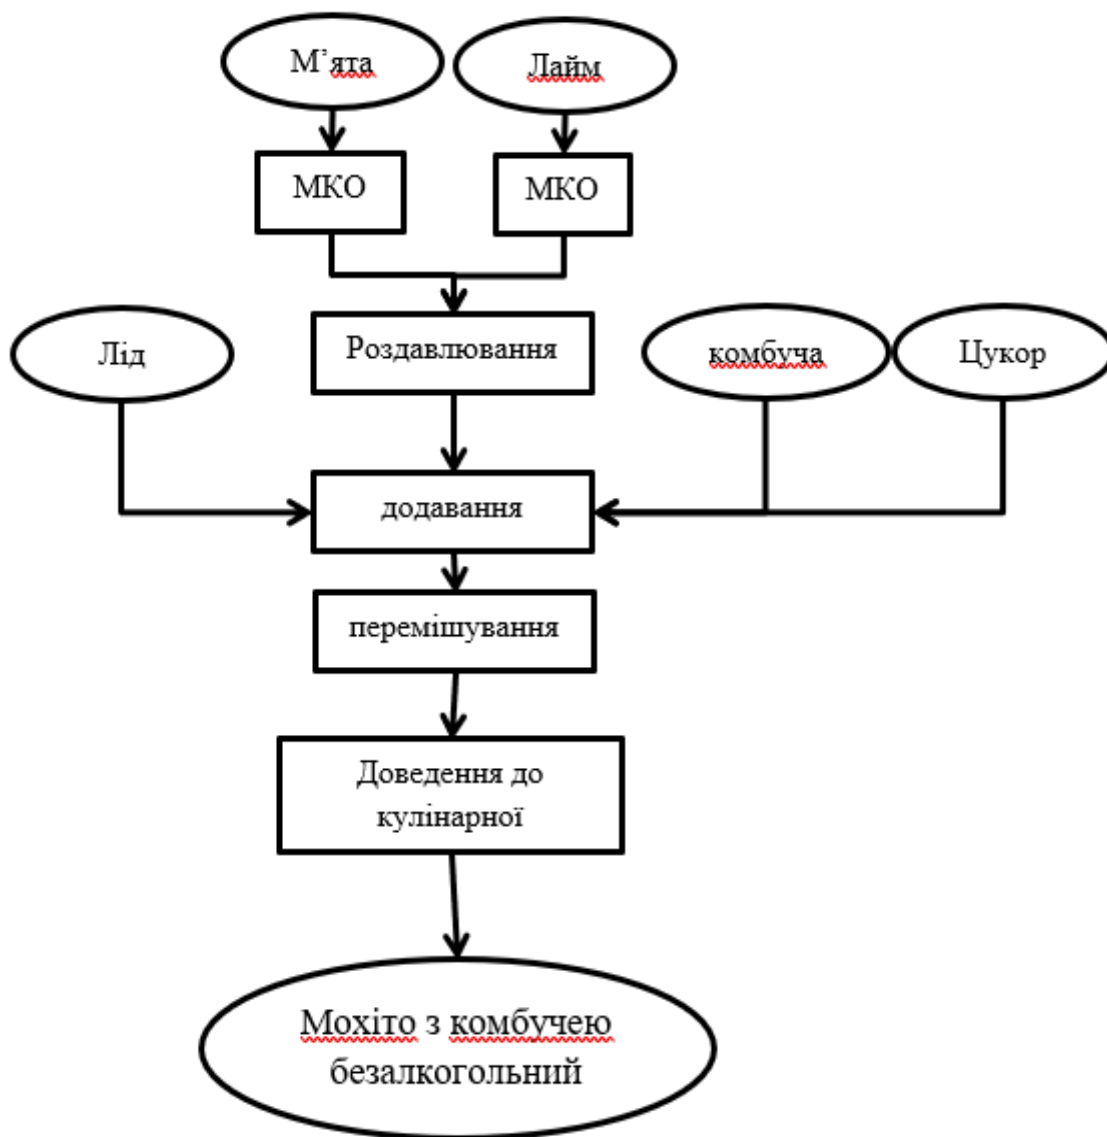 М’ята
Лайм
МКО
МКО
Роздавлювання
Лід
комбуча
Цукор
додавання
перемішування
Доведення до
кулінарної
Мохіто з комбучею
безалкогольний